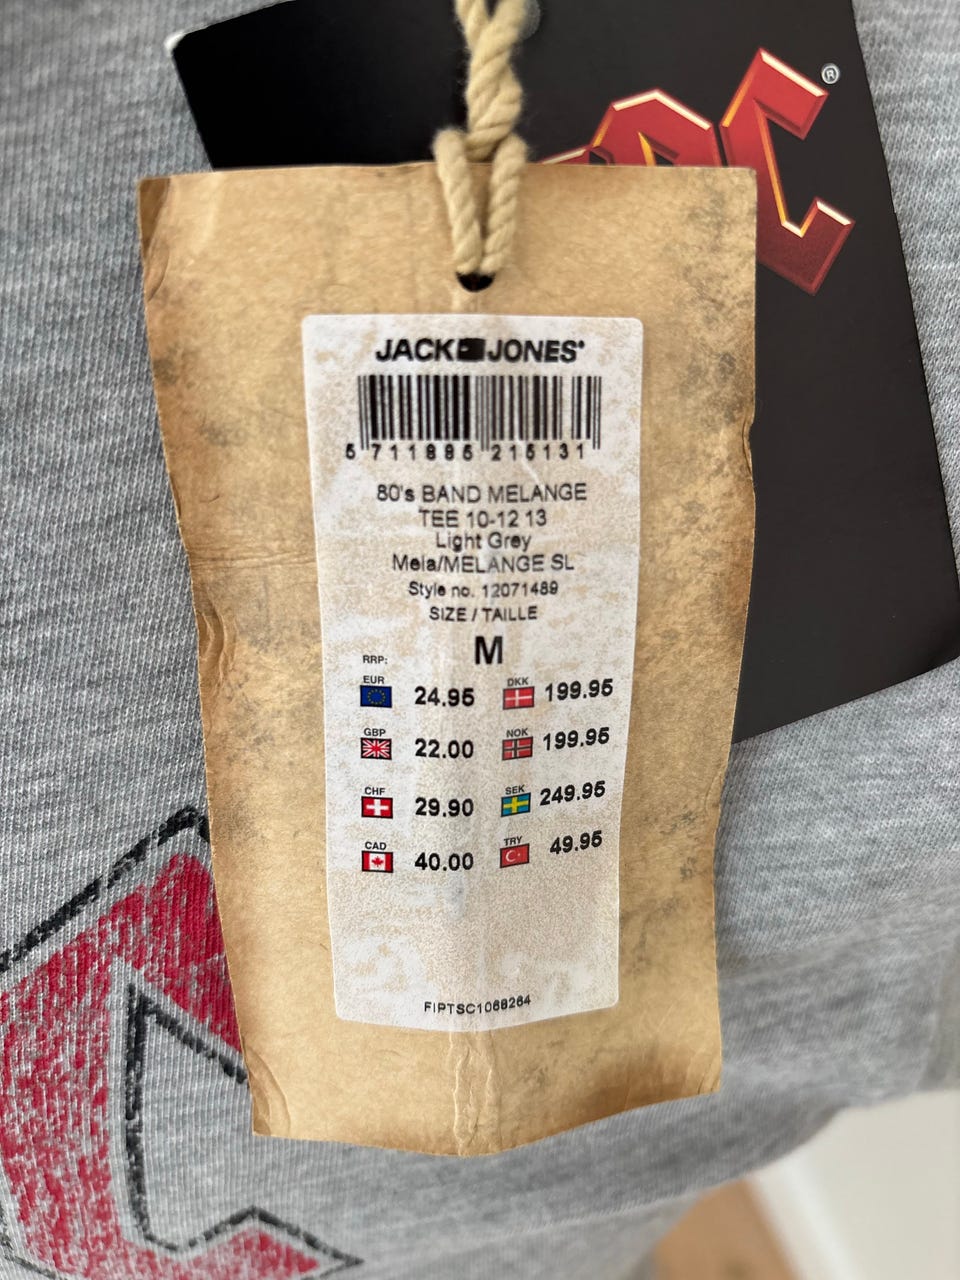 ®
C
JACK JONES®
5 711885 215131
80's BAND MELANGE
TEE 10-12 13
Light Grey
Mela/MELANGE SL
Style no. 12071489
SIZE / TAILLE
M
RRP:
EUR 24.95 DKK 199.95
GBP 22.00 NOK 199.95
CHF 29.90 SEK 249.95
CAD 40.00 TRY 49.95
FIPTSC1068264